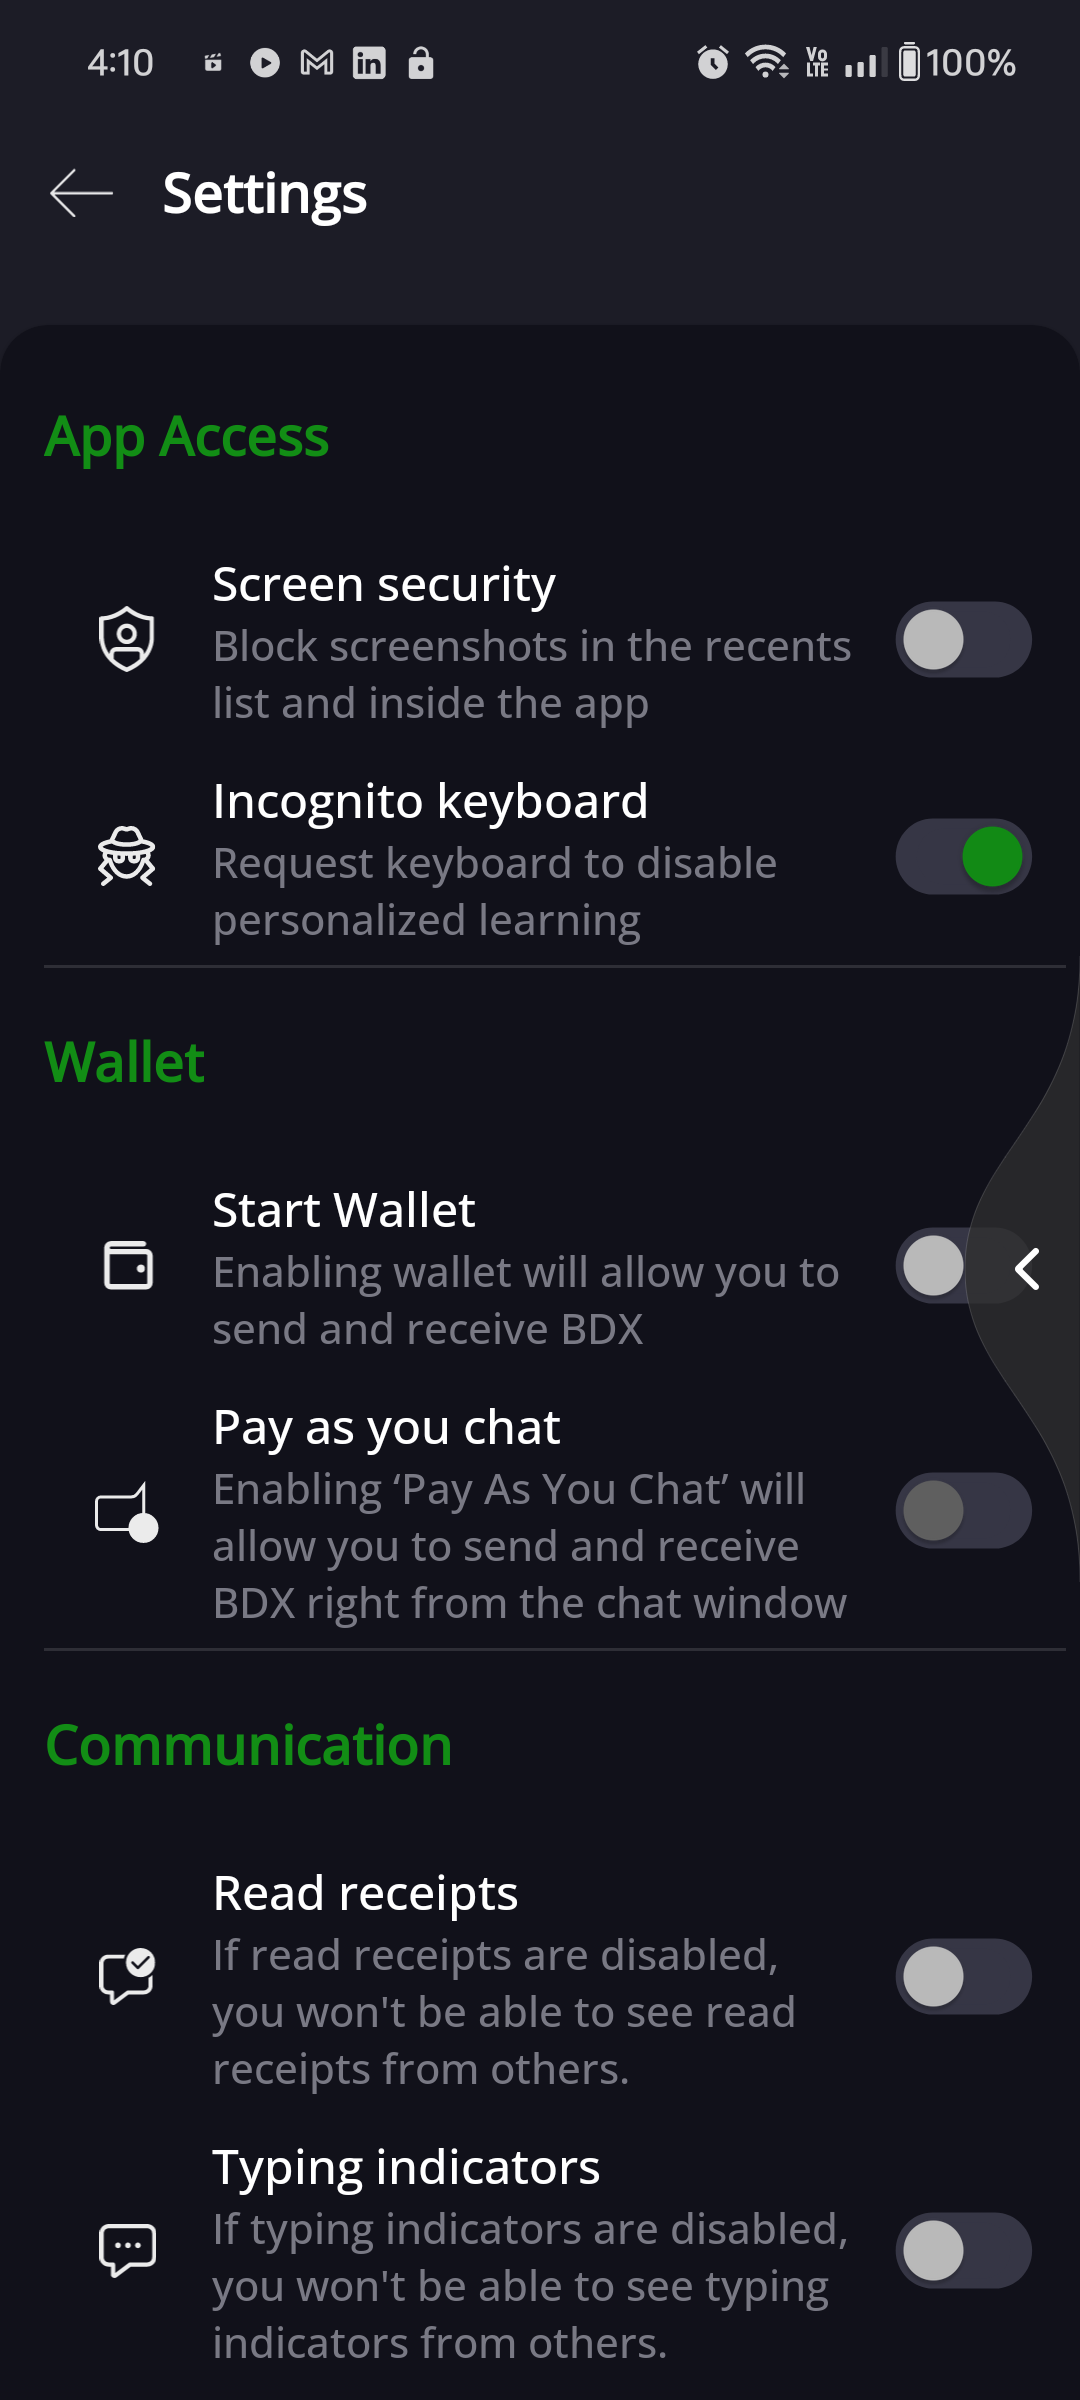 4:10
Vo
LTE
100%
Settings
App Access
Screen security
Block screenshots in the recents
list and inside the app
Incognito keyboard
Request keyboard to disable
personalized learning
Wallet
Start Wallet
Enabling wallet will allow you to
send and receive BDX
Pay as you chat
Enabling ‘Pay As You Chat’ will
allow you to send and receive
BDX right from the chat window
Communication
Read receipts
If read receipts are disabled,
you won't be able to see read
receipts from others.
Typing indicators
If typing indicators are disabled,
you won't be able to see typing
indicators from others.